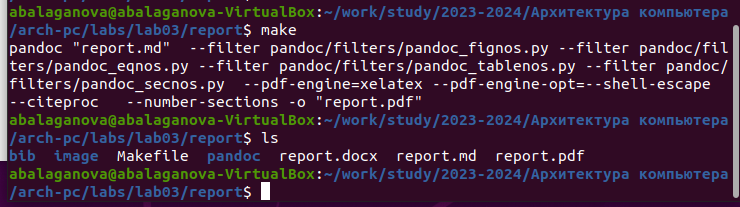 abalaganova@abalaganova-VirtualBox:~/work/study/2023-2024/Архитектура компьютера
/arch-pc/labs/lab03/report$ make
pandoc "report.md"  --filter pandoc/filters/pandoc_fignos.py --filter pandoc/fil
ters/pandoc_eqnos.py --filter pandoc/filters/pandoc_tablenos.py --filter pandoc/
filters/pandoc_secnos.py  --pdf-engine=xelatex --pdf-engine-opt=--shell-escape
--citeproc   --number-sections -o "report.pdf"
abalaganova@abalaganova-VirtualBox:~/work/study/2023-2024/Архитектура компьютера
/arch-pc/labs/lab03/report$ ls
bib  image  Makefile  pandoc  report.docx  report.md  report.pdf
abalaganova@abalaganova-VirtualBox:~/work/study/2023-2024/Архитектура компьютера
/arch-pc/labs/lab03/report$